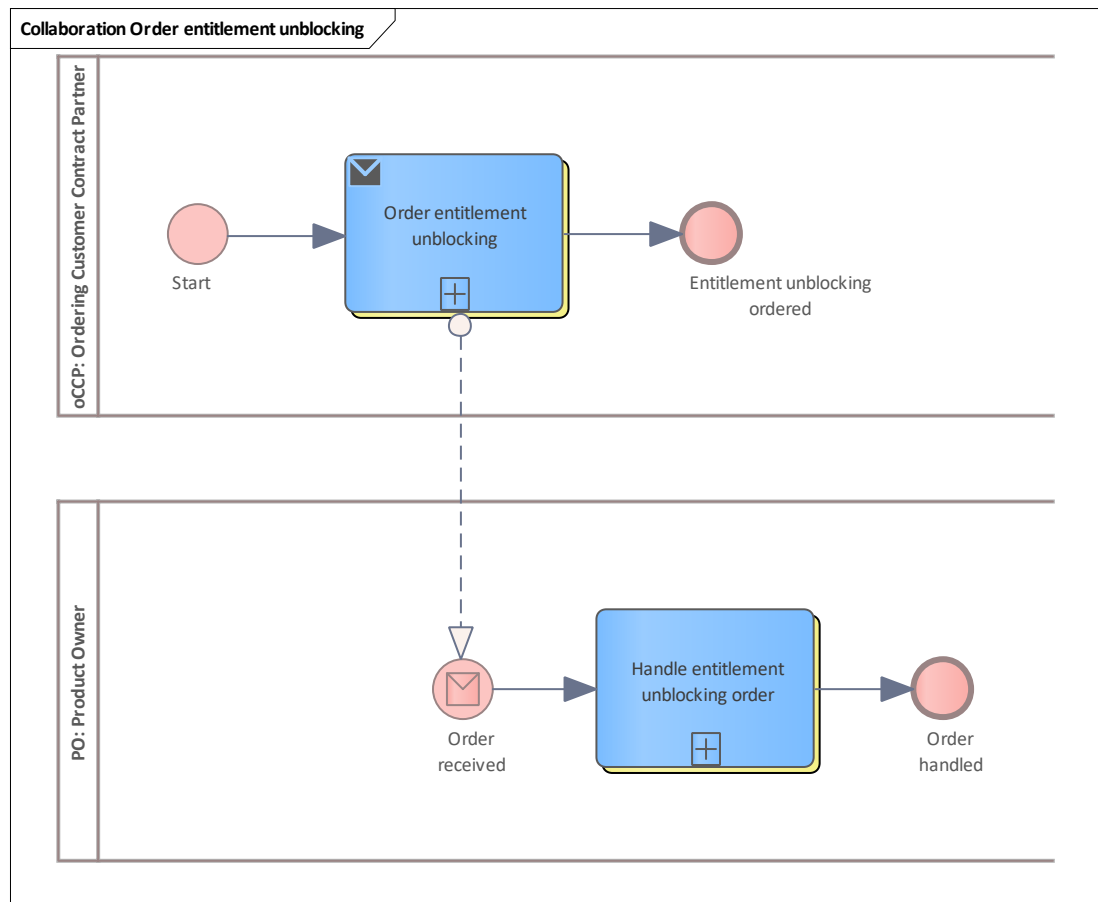 Collaboration Order entitlement unblocking
oCCP: Ordering Customer Contract Partner
Order entitlement
unblocking
Start
Entitlement unblocking
ordered
PO: Product Owner
Handle entitlement
unblocking order
Order
received
Order
handled